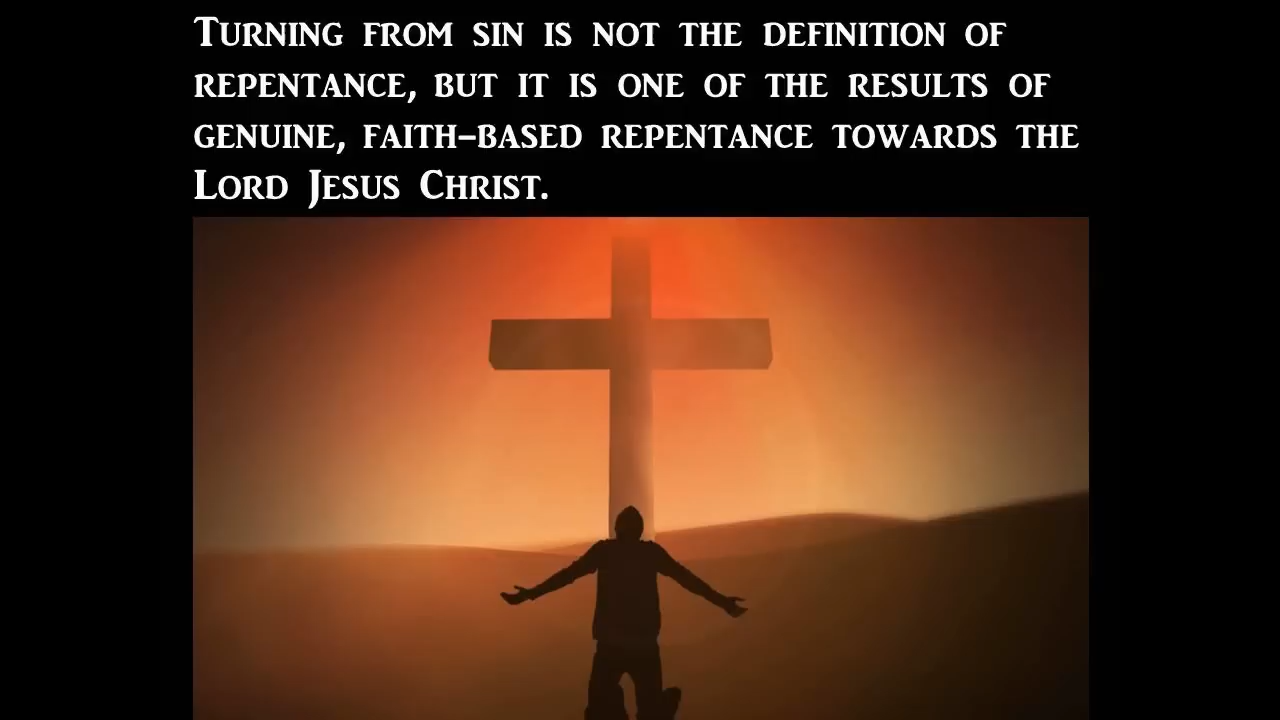 Turning from sin is not the definition of
repentance, but it is one of the results of
genuine, faith-based repentance towards the
Lord Jesus Christ.